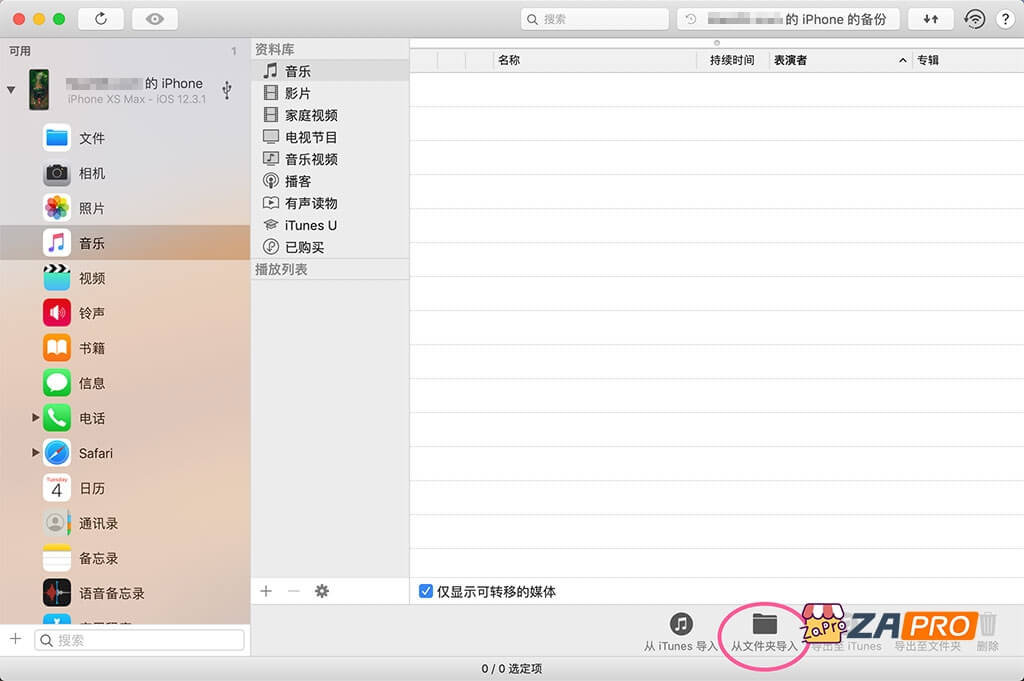 搜索
的 iPhone 的备份
?
可用
1
的 iPhone
iPhone XS Max - iOS 12.3.1
文件
相机
照片
音乐
视频
铃声
书籍
信息
电话
Safari
Tuesday
4
日历
通讯录
备忘录
语音备忘录
搜索
资料库
音乐
影片
家庭视频
电视节目
音乐视频
播客
有声读物
iTunes U
已购买
播放列表
名称
持续时间
表演者
专辑
仅显示可转移的媒体
从 iTunes 导入
从文件夹导入
导出至 iTunes
导出至文件夹
删除
ZaPro
ZAPRO
0 / 0 选定项